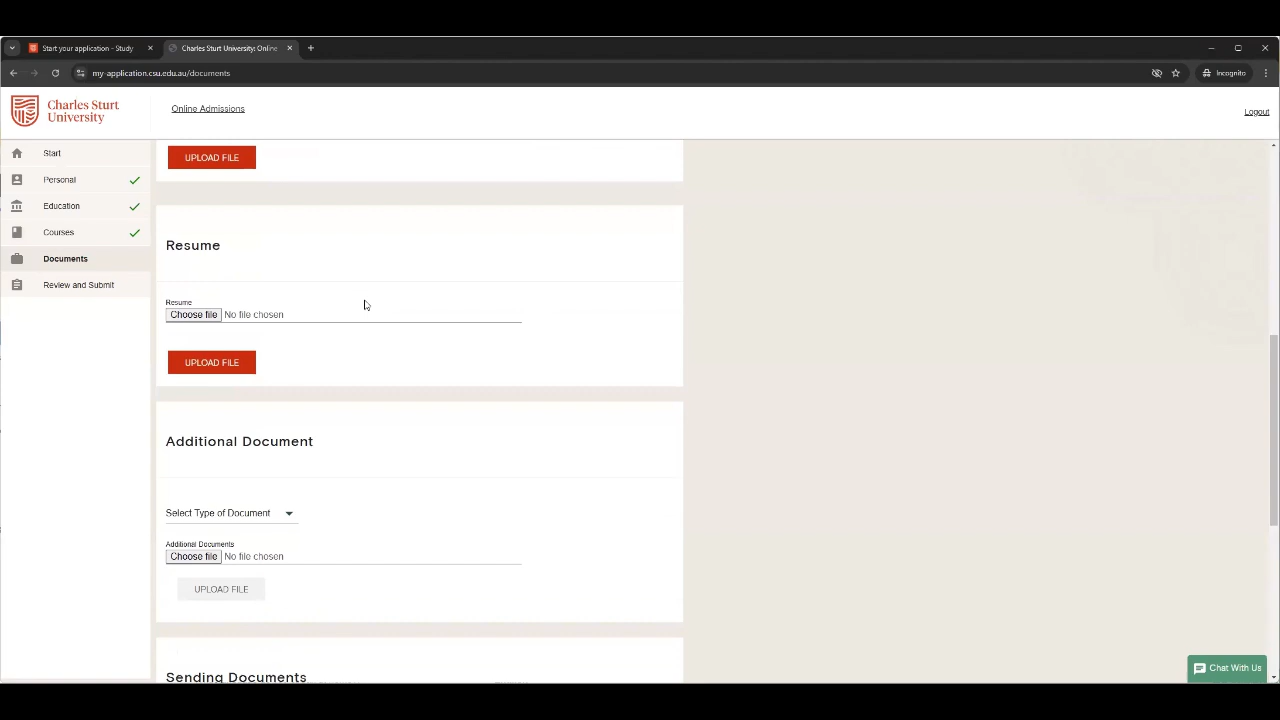 Start your application - Study
Charles Sturt University: Online
my-application.csu.edu.au/documents
Incognito
Charles Sturt
University
Online Admissions
Logout
Start
Personal
Education
Courses
Documents
Review and Submit
UPLOAD FILE
Resume
Resume
Choose file No file chosen
UPLOAD FILE
Additional Document
Select Type of Document
Additional Documents
Choose file No file chosen
UPLOAD FILE
Sending Documents
Chat With Us